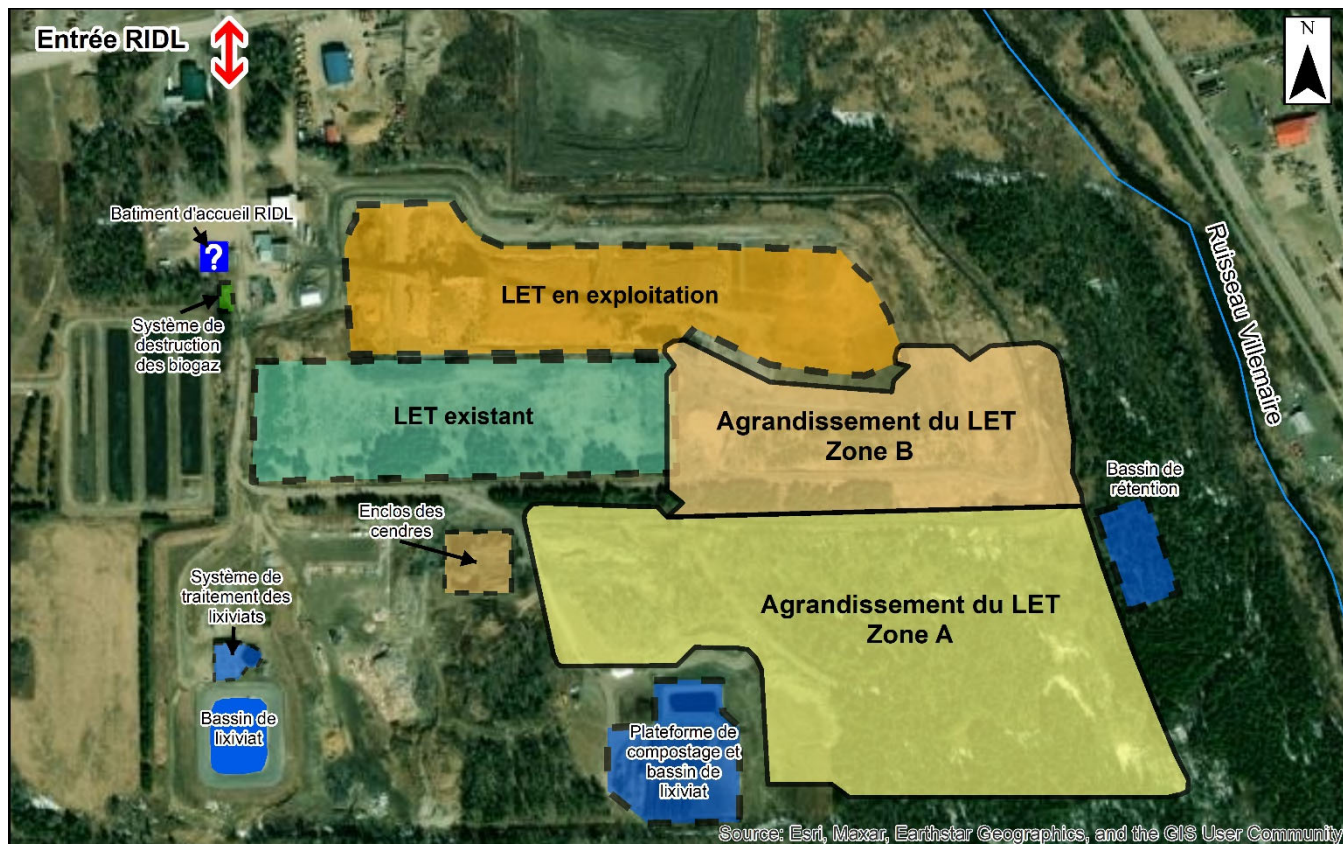 Entrée RIDL
N
Batiment d'accueil RIDL
?
Système de
destruction
des biogaz
LET en exploitation
Ruisseau Villemaire
LET existant
Agrandissement du LET
Zone B
Bassin de
rétention
Enclos des
cendres
Système de
traitement des
lixiviats
Agrandissement du LET
Zone A
Bassin de
lixiviat
Plateforme de
compostage et
bassin de
lixiviat
Source: Esri, Maxar, Earthstar Geographics, and the GIS User Community